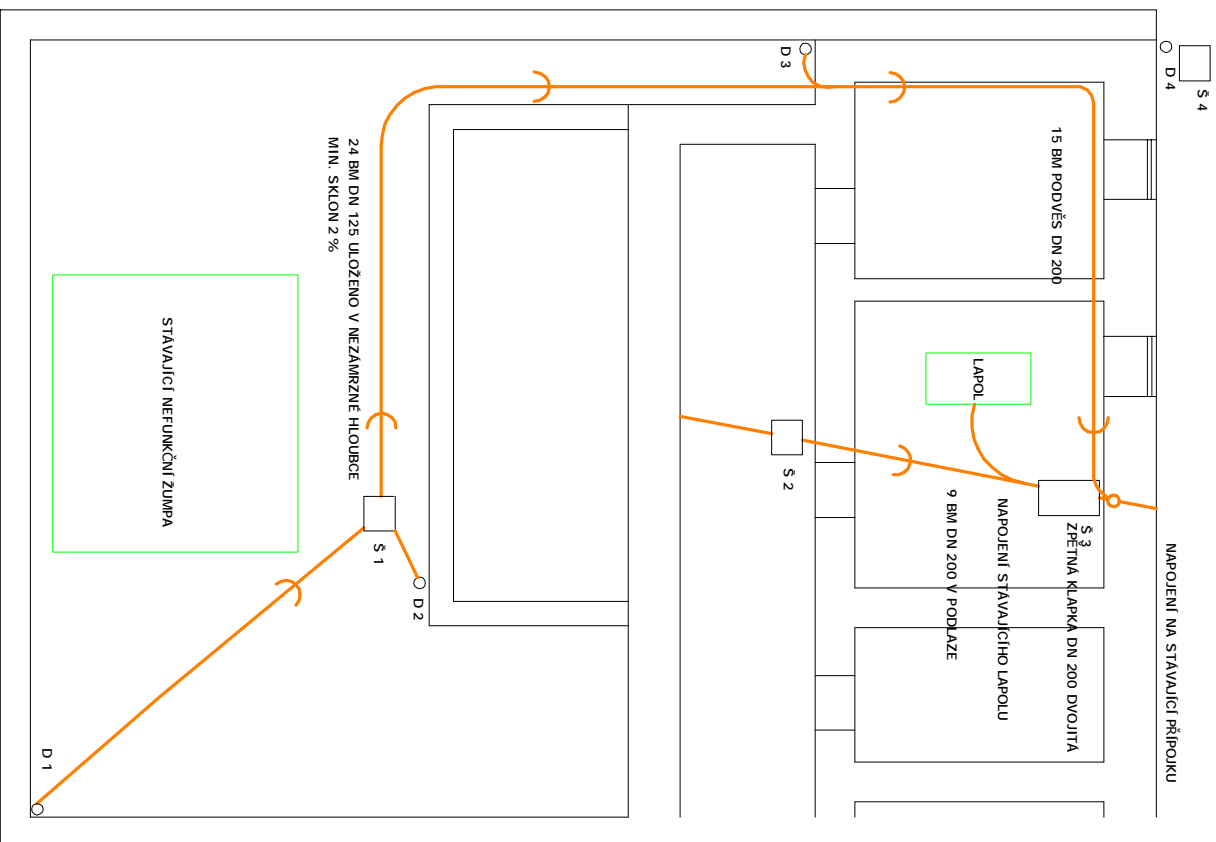 Š 4
D 4
D 3
15 BM PODVĚS DN 200
24 BM DN 125 ULOŽENO V NEZÁMRZNÉ HLOUBCE
MIN. SKLON 2 %
STÁVAJÍCÍ NEFUNKČNÍ ŽUMPA
LAPOL
Š 2
Š 3
ZPĚTNÁ KLAPKA DN 200 DVOJITÁ
NAPOJENÍ STÁVAJÍCÍHO LAPOLU
9 BM DN 200 V PODLAZE
NAPOJENÍ NA STÁVAJÍCÍ PŘÍPOJKU
Š 1
D 2
D 1